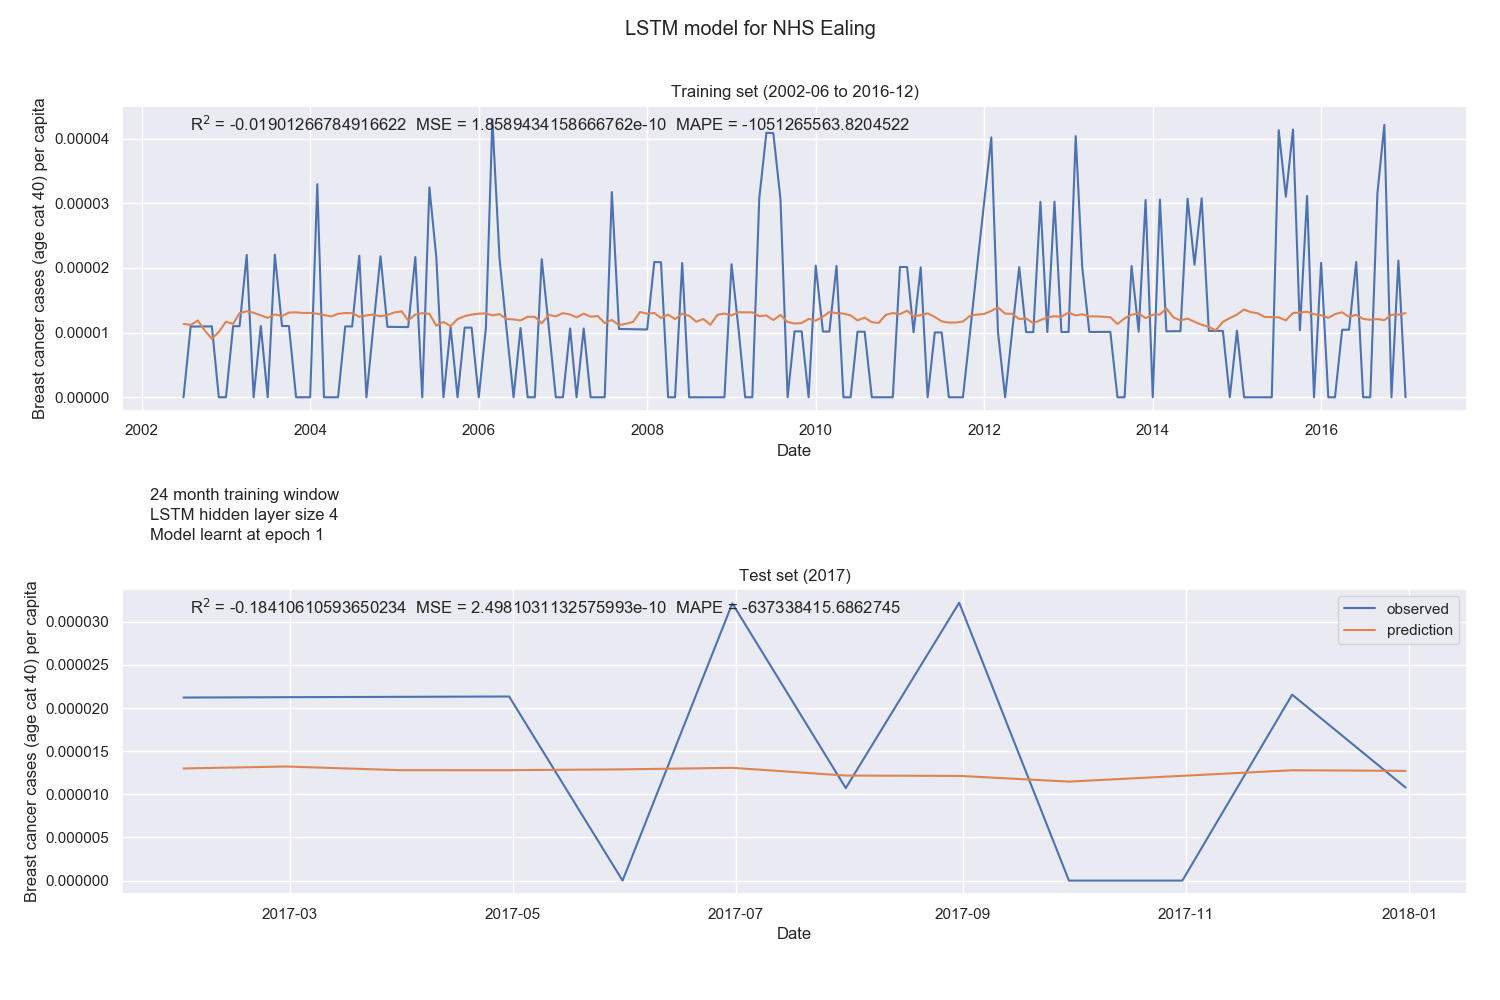 LSTM model for NHS Ealing
Training set (2002-06 to 2016-12)
R² = -0.01901266784916622 MSE = 1.8589434158666762e-10 MAPE = -1051265563.8204522
Breast cancer cases (age cat 40) per capita
0.00004
0.00003
0.00002
0.00001
0.00000
2002 2004 2006 2008 2010 2012 2014 2016
Date
24 month training window
LSTM hidden layer size 4
Model learnt at epoch 1
Test set (2017)
R² = -0.18410610593650234 MSE = 2.4981031132575993e-10 MAPE = -637338415.6862745
observed
prediction
Breast cancer cases (age cat 40) per capita
0.000030
0.000025
0.000020
0.000015
0.000010
0.000005
0.000000
2017-03 2017-05 2017-07 2017-09 2017-11 2018-01
Date